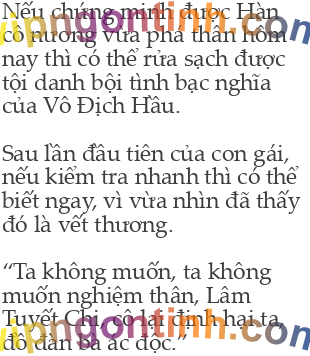 Nếu chứng minh được Hàn
cô nương vừa phá thân hôm
nay thì có thể rửa sạch được
tội danh bội tình bạc nghĩa
của Vô Địch Hầu.
Sau lần đầu tiên của con gái,
nếu kiểm tra nhanh thì có thể
biết ngay, vì vừa nhìn đã thấy
đó là vết thương.
“Ta không muốn, ta không
muốn nghiệm thân, Lâm
Tuyết Chi, cô lại định hại ta,
đồ đàn bà ác độc.”
vipngontinh.com
vipngontinh.com